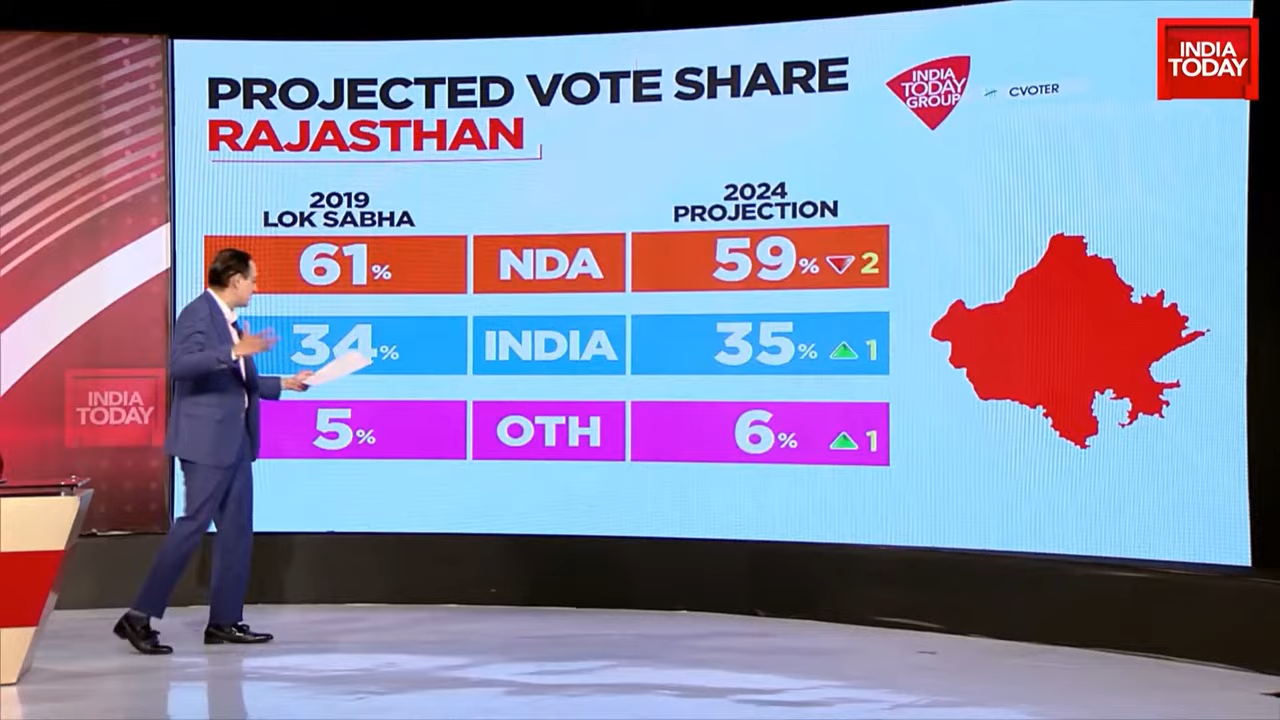 PROJECTED VOTE SHARE
RAJASTHAN
INDIA
TODAY
GROUP
CVOTER
INDIA
TODAY
2019
LOK SABHA
2024
PROJECTION
61% NDA 59% 2
34% INDIA 35% 1
5% OTH 6% 1
INDIA
TODAY